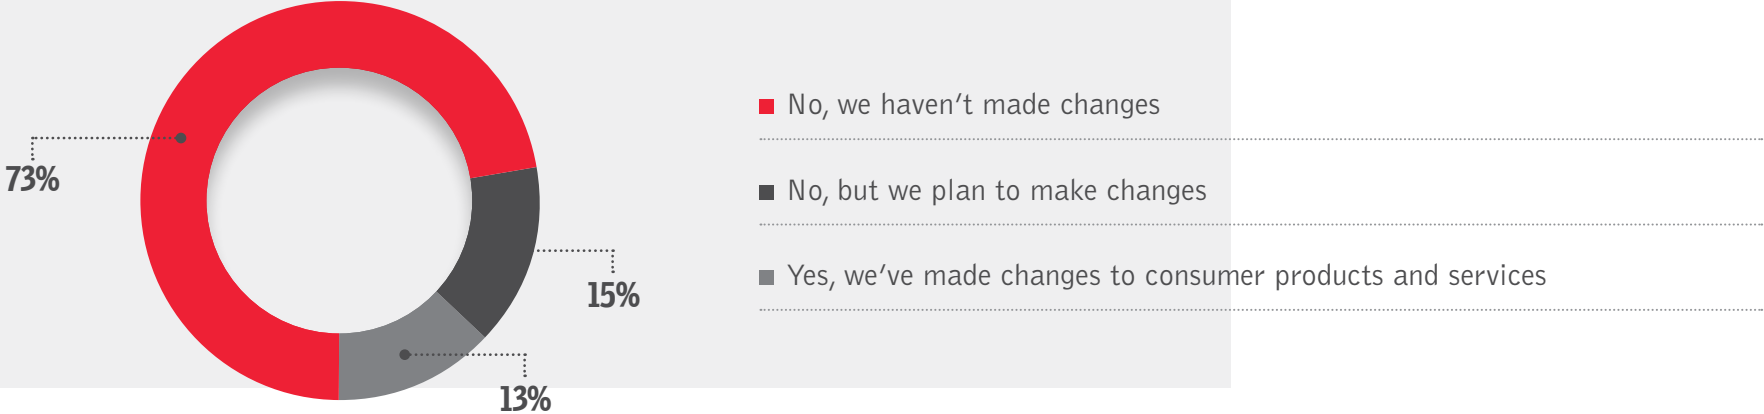 73%
15%
13%
No, we haven’t made changes
No, but we plan to make changes
Yes, we’ve made changes to consumer products and services